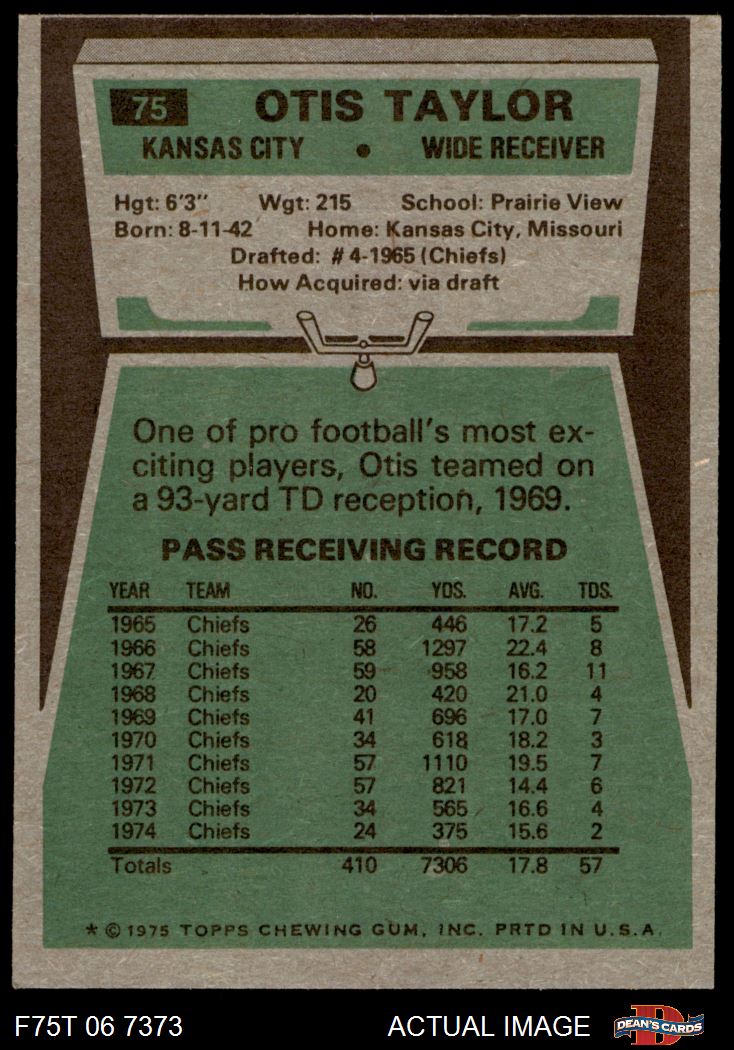 75 OTIS TAYLOR
KANSAS CITY • WIDE RECEIVER
Hgt: 6'3" Wgt: 215 School: Prairie View
Born: 8-11-42 Home: Kansas City, Missouri
Drafted: #4-1965 (Chiefs)
How Acquired: via draft
One of pro football's most ex-
citing players, Otis teamed on
a 93-yard TD reception, 1969.
PASS RECEIVING RECORD
YEAR TEAM NO. YDS. AVG. TDS.
1965 Chiefs 26 446 17.2 5
1966 Chiefs 58 1297 22.4 8
1967 Chiefs 59 958 16.2 11
1968 Chiefs 20 420 21.0 4
1969 Chiefs 41 696 17.0 7
1970 Chiefs 34 618 18.2 3
1971 Chiefs 57 1110 19.5 7
1972 Chiefs 57 821 14.4 6
1973 Chiefs 34 565 16.6 4
1974 Chiefs 24 375 15.6 2
Totals 410 7306 17.8 57
* © 1975 TOPPS CHEWING GUM, INC. PRTD IN U.S.A.
F75T 06 7373 ACTUAL IMAGE D DEAN'S CARDS